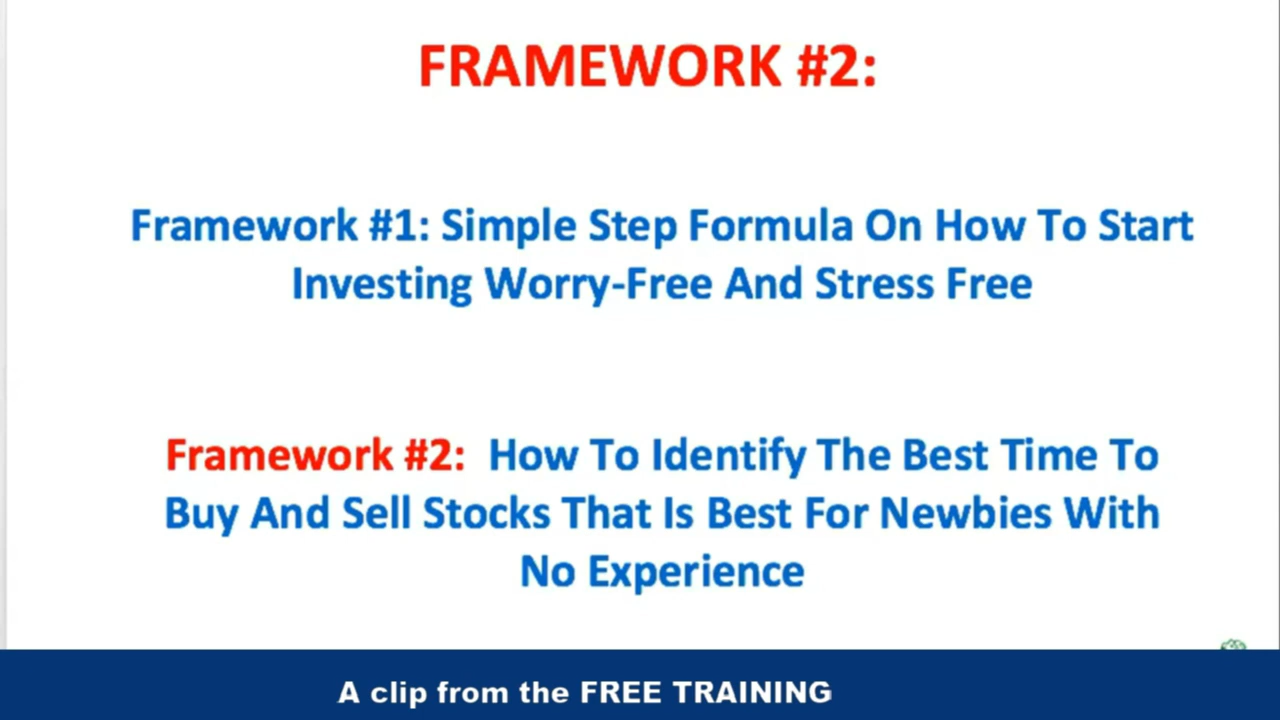 FRAMEWORK #2:
Framework #1: Simple Step Formula On How To Start
Investing Worry-Free And Stress Free
Framework #2: How To Identify The Best Time To
Buy And Sell Stocks That Is Best For Newbies With
No Experience
A clip from the FREE TRAINING